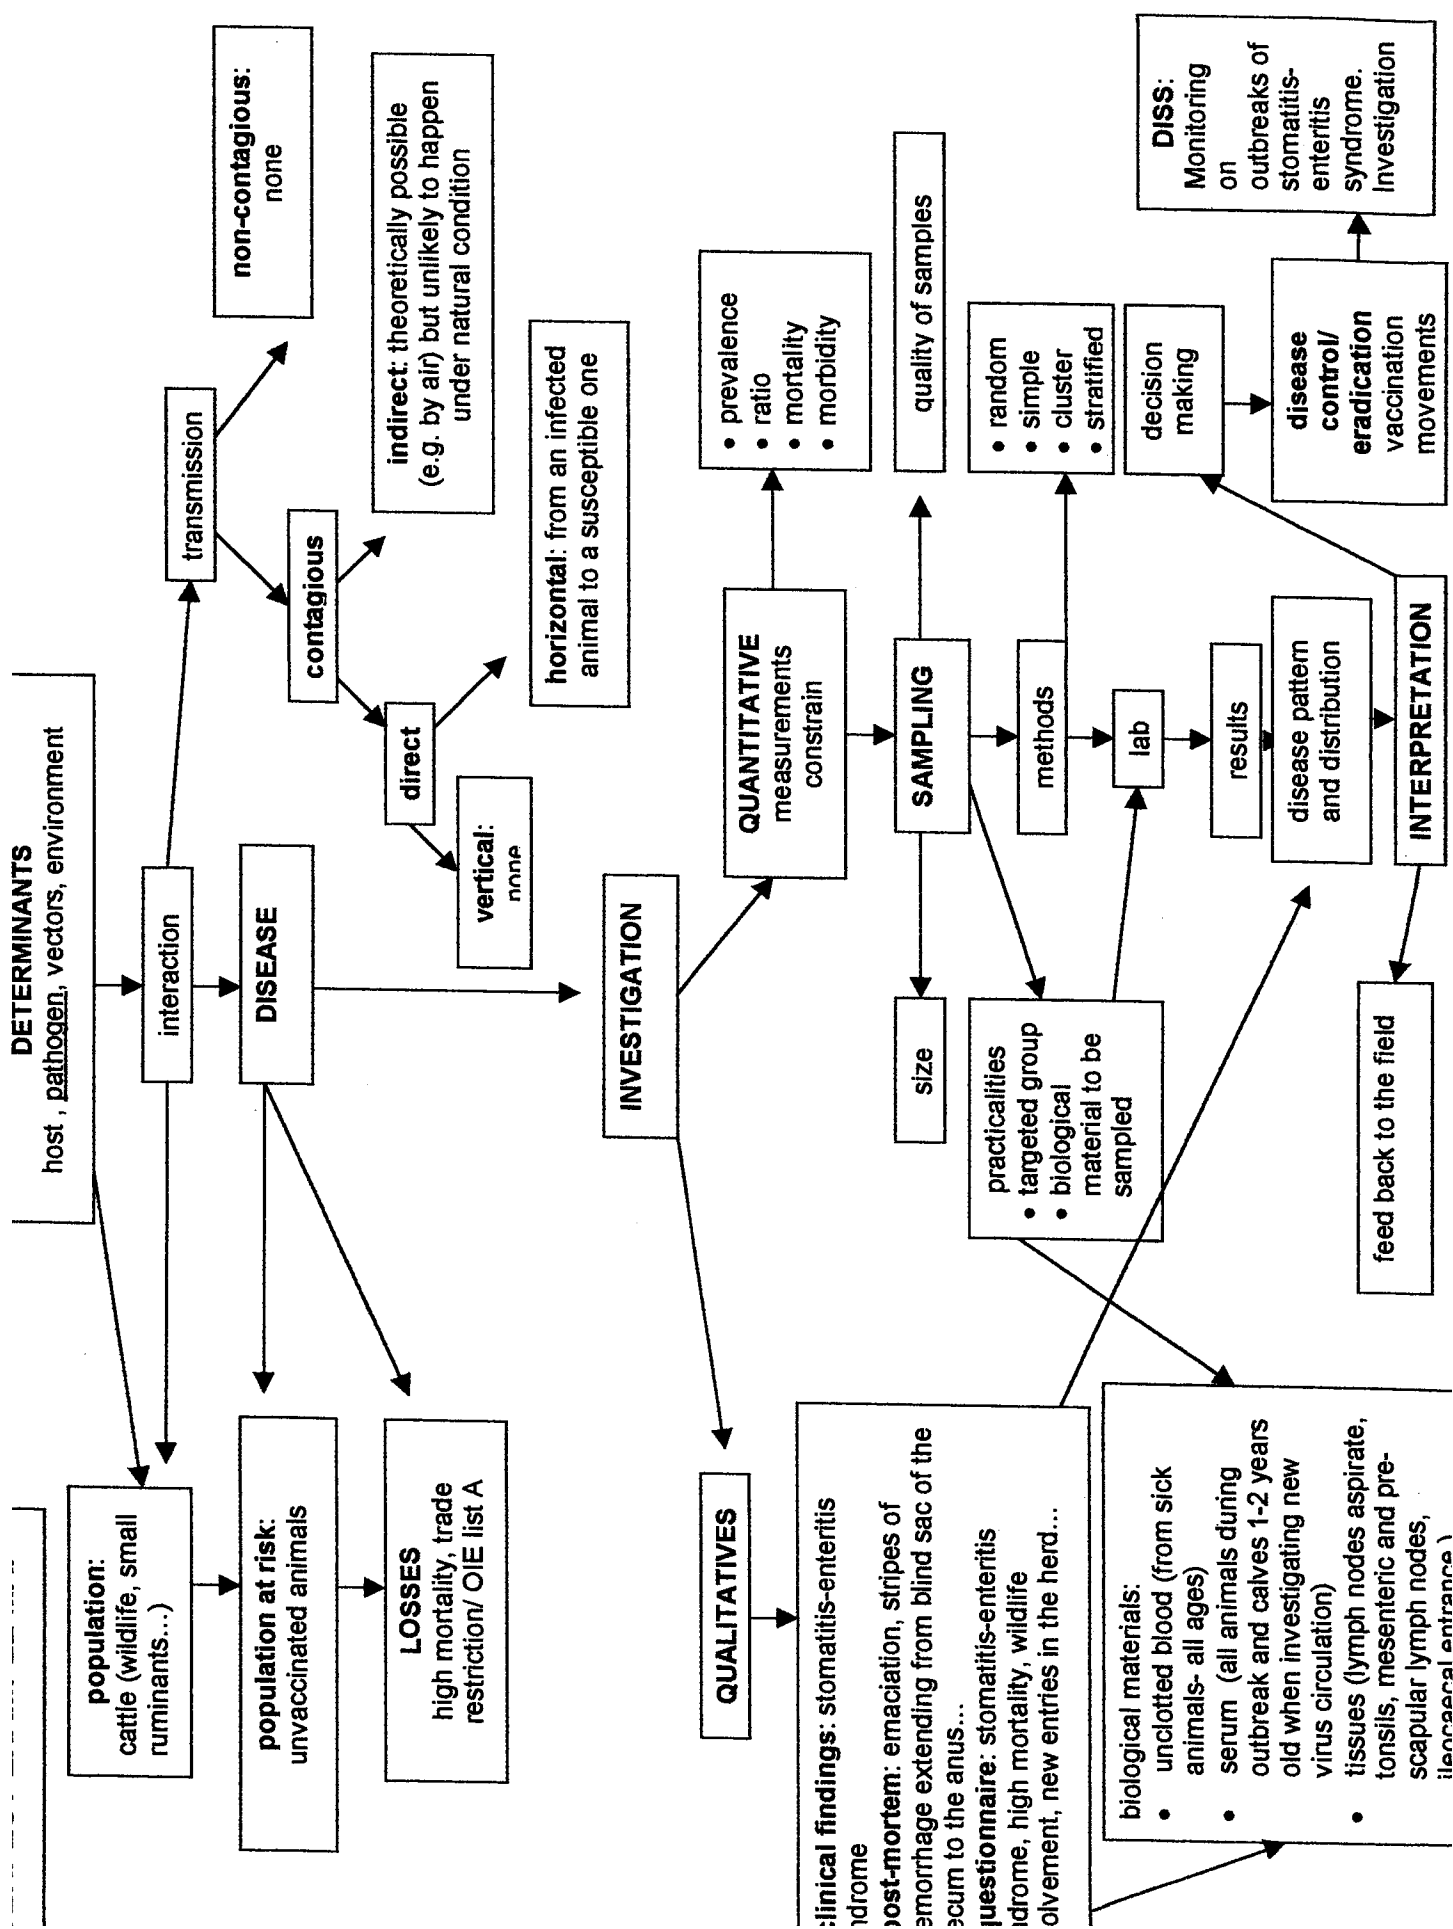 DETERMINANTS
host , pathogen, vectors, environment
population:
cattle (wildlife, small
ruminants...)
interaction
transmission
non-contagious:
none
population at risk:
unvaccinated animals
DISEASE
contagious
LOSSES
high mortality, trade
restriction/ OIE list A
direct
indirect: theoretically possible
(e.g. by air) but unlikely to happen
under natural condition
vertical:
none
horizontal: from an infected
animal to a susceptible one
INVESTIGATION
QUALITATIVES
QUANTITATIVE
measurements
constrain
• prevalence
• ratio
• mortality
• morbidity
clinical findings: stomatitis-enteritis
ndrome
post-mortem: emaciation, stripes of
emorrhage extending from blind sac of the
ecum to the anus...
questionnaire: stomatitis-enteritis
ndrome, high mortality, wildlife
olvement, new entries in the herd...
size
SAMPLING
quality of samples
practicalities
• targeted group
• biological
material to be
sampled
methods
• random
• simple
• cluster
• stratified
lab
decision
making
biological materials:
• unclotted blood (from sick
animals- all ages)
• serum (all animals during
outbreak and calves 1-2 years
old when investigating new
virus circulation)
• tissues (lymph nodes aspirate,
tonsils, mesenteric and pre-
scapular lymph nodes,
ileocaecal entrance)
results
disease pattern
and distribution
disease
control/
eradication
vaccination
movements
DISS:
Monitoring
on
outbreaks of
stomatitis-
enteritis
syndrome.
Investigation
feed back to the field
INTERPRETATION